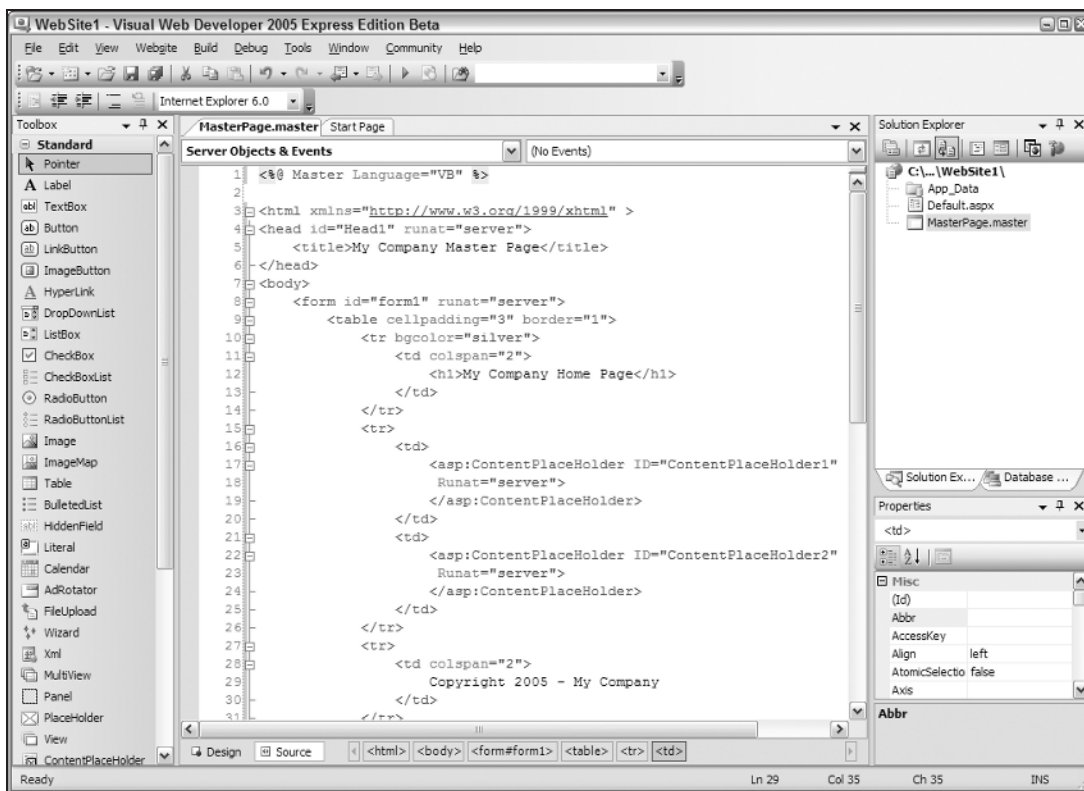 WebSite1 - Visual Web Developer 2005 Express Edition Beta
File Edit View Website Build Debug Tools Window Community Help
Internet Explorer 6.0
Toolbox
Standard
Pointer
A Label
abl TextBox
ab Button
ab LinkButton
ImageButton
A HyperLink
DropDownList
ListBox
CheckBox
CheckBoxList
RadioButton
RadioButtonList
Image
ImageMap
Table
BulletedList
abl HiddenField
Literal
Calendar
AdRotator
FileUpload
Wizard
Xml
MultiView
Panel
PlaceHolder
View
ContentPlaceHolder
MasterPage.master Start Page
Server Objects & Events (No Events)
1 <%@ Master Language="VB" %>
2
3 <html xmlns="http://www.w3.org/1999/xhtml" >
4 <head id="Head1" runat="server">
5 <title>My Company Master Page</title>
6 </head>
7 <body>
8 <form id="form1" runat="server">
9 <table cellpadding="3" border="1">
10 <tr bgcolor="silver">
11 <td colspan="2">
12 <h1>My Company Home Page</h1>
13 </td>
14 </tr>
15 <tr>
16 <td>
17 <asp:ContentPlaceHolder ID="ContentPlaceHolder1"
18 Runat="server">
19 </asp:ContentPlaceHolder>
20 </td>
21 <td>
22 <asp:ContentPlaceHolder ID="ContentPlaceHolder2"
23 Runat="server">
24 </asp:ContentPlaceHolder>
25 </td>
26 </tr>
27 <tr>
28 <td colspan="2">
29 Copyright 2005 - My Company
30 </td>
31 </tr>
Design Source <html> <body> <form#form1> <table> <tr> <td>
Solution Explorer
C:\...\WebSite1\
App_Data
Default.aspx
MasterPage.master
Solution Ex... Database ...
Properties
<td>
Misc
(Id)
Abbr
AccessKey
Align left
AtomicSelectio false
Axis
Abbr
Ready Ln 29 Col 35 Ch 35 INS